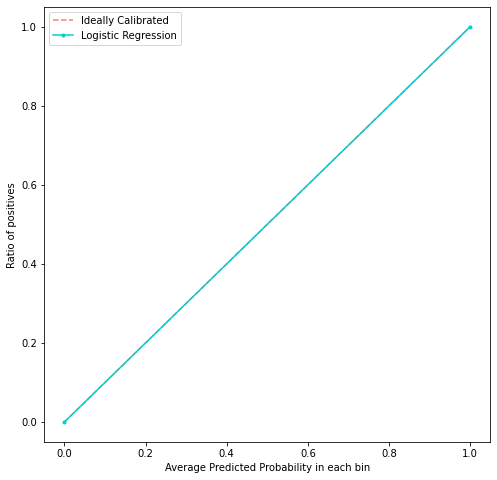 Ideally Calibrated
Logistic Regression
1.0
0.8
0.6
0.4
0.2
0.0
Ratio of positives
0.0 0.2 0.4 0.6 0.8 1.0
Average Predicted Probability in each bin